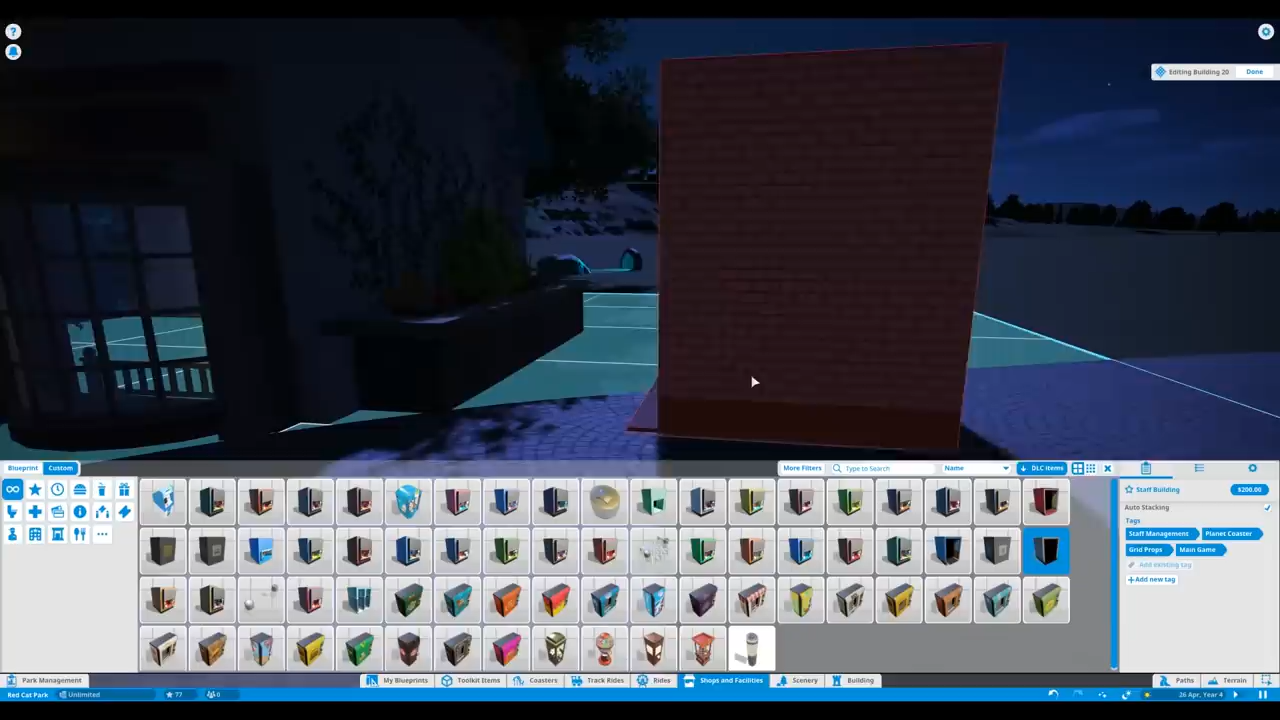 ?
Editing Building 20 Done
Blueprint Custom
More Filters Type to Search Name DLC Items
Staff Building $200.00
Auto Stacking
Tags
Staff Management Planet Coaster
Grid Props Main Game
Add existing tag
+Add new tag
Park Management My Blueprints Toolkit Items Coasters Track Rides Rides Shops and Facilities Scenery Building Paths Terrain
Red Cat Park Unlimited 77 0 26 Apr, Year 4